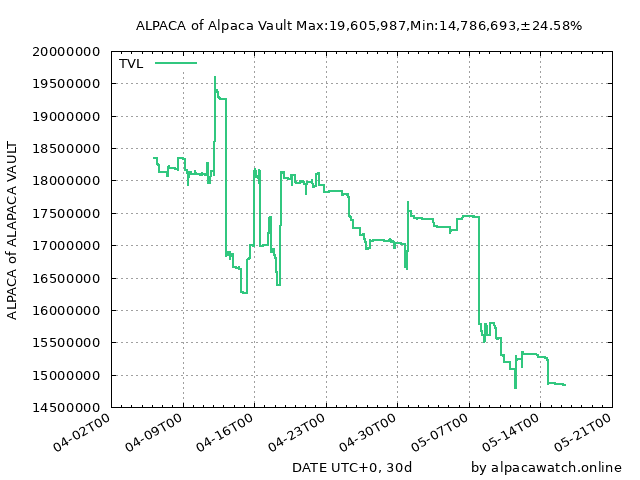 ALPACA of Alpaca Vault Max:19,605,987,Min:14,786,693,±24.58%
TVL
20000000
19500000
19000000
18500000
18000000
17500000
17000000
16500000
16000000
15500000
15000000
14500000
ALPACA of ALAPACA VAULT
04-02T00
04-09T00
04-16T00
04-23T00
04-30T00
05-07T00
05-14T00
05-21T00
DATE UTC+0, 30d
by alpacawatch.online